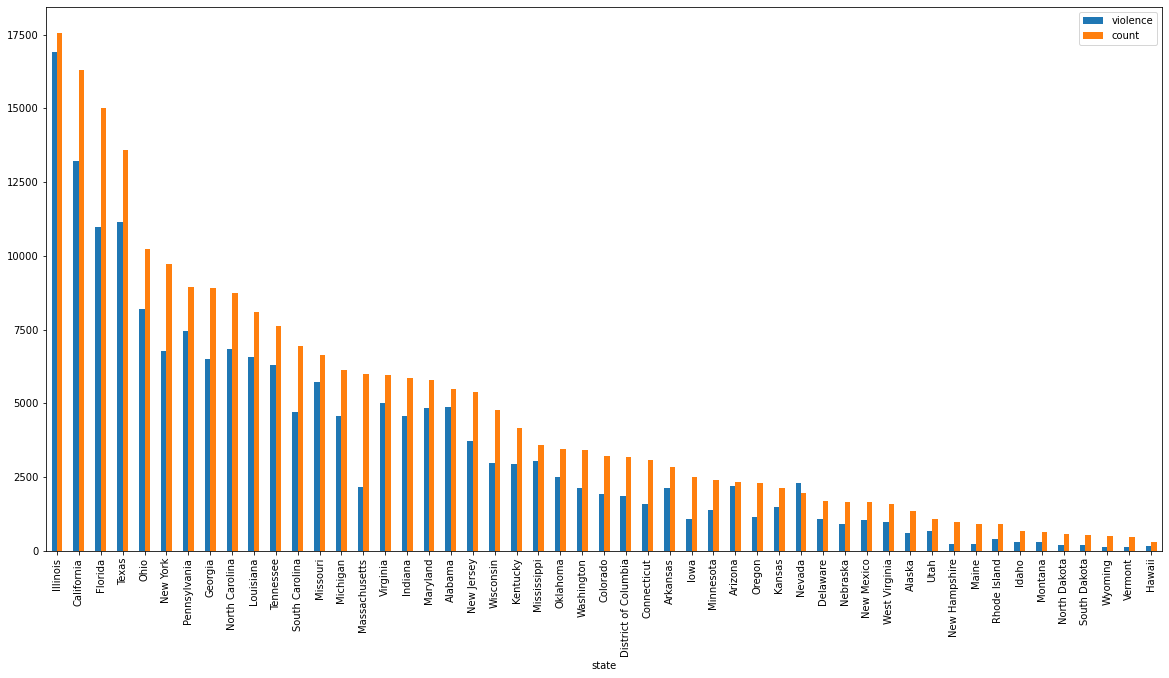 violence
count
17500
15000
12500
10000
7500
5000
2500
0
Illinois
California
Florida
Texas
Ohio
New York
Pennsylvania
Georgia
North Carolina
Louisiana
Tennessee
South Carolina
Missouri
Michigan
Massachusetts
Virginia
Indiana
Maryland
Alabama
New Jersey
Wisconsin
Kentucky
Mississippi
Oklahoma
Washington
Colorado
District of Columbia
Connecticut
Arkansas
Iowa
Minnesota
Arizona
Oregon
Kansas
Nevada
Delaware
Nebraska
New Mexico
West Virginia
Alaska
Utah
New Hampshire
Maine
Rhode Island
Idaho
Montana
North Dakota
South Dakota
Wyoming
Vermont
Hawaii
state